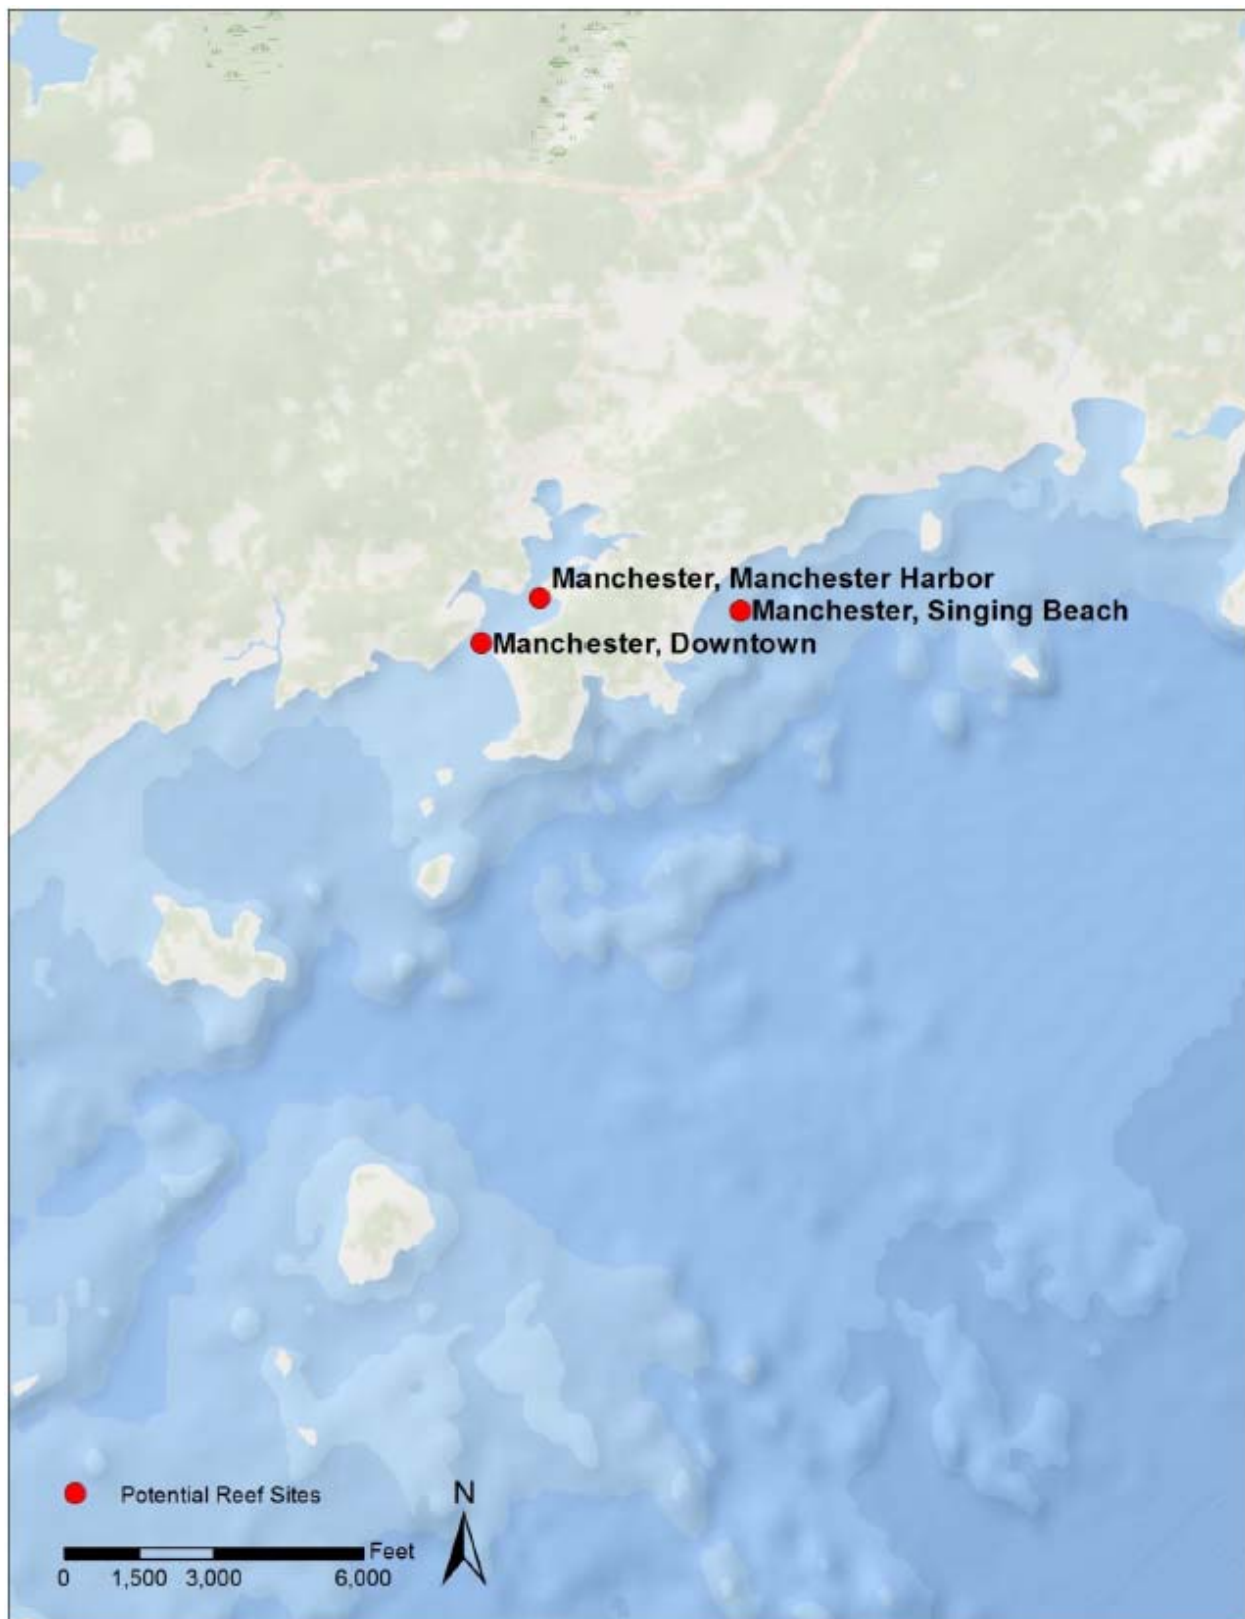 Manchester, Manchester Harbor
Manchester, Singing Beach
Manchester, Downtown
Potential Reef Sites
N
Feet
0 1,500 3,000 6,000